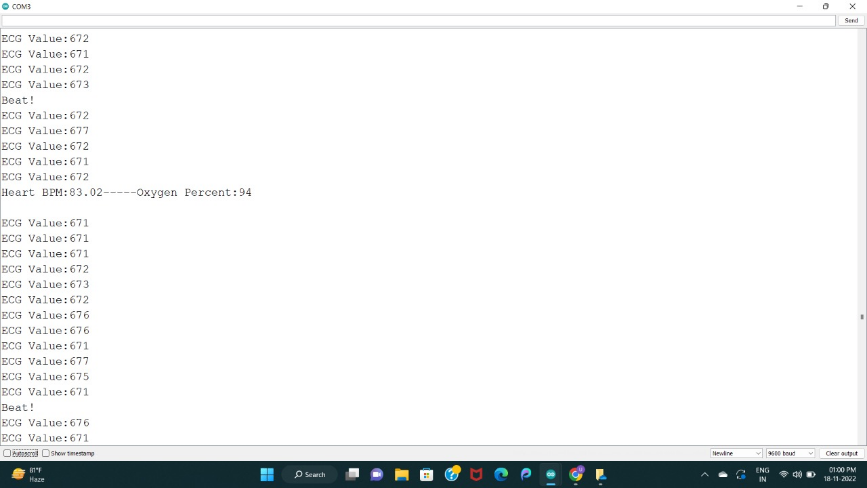 COM3
Send
ECG Value:672
ECG Value:671
ECG Value:672
ECG Value:673
Beat!
ECG Value:672
ECG Value:677
ECG Value:672
ECG Value:671
ECG Value:672
Heart BPM:83.02-----Oxygen Percent:94
ECG Value:671
ECG Value:671
ECG Value:671
ECG Value:672
ECG Value:673
ECG Value:672
ECG Value:676
ECG Value:676
ECG Value:671
ECG Value:677
ECG Value:675
ECG Value:671
Beat!
ECG Value:676
ECG Value:671
Autoscroll Show timestamp Newline 9600 baud Clear output
81°F
Haze
Search
ENG
IN
01:00 PM
18-11-2022